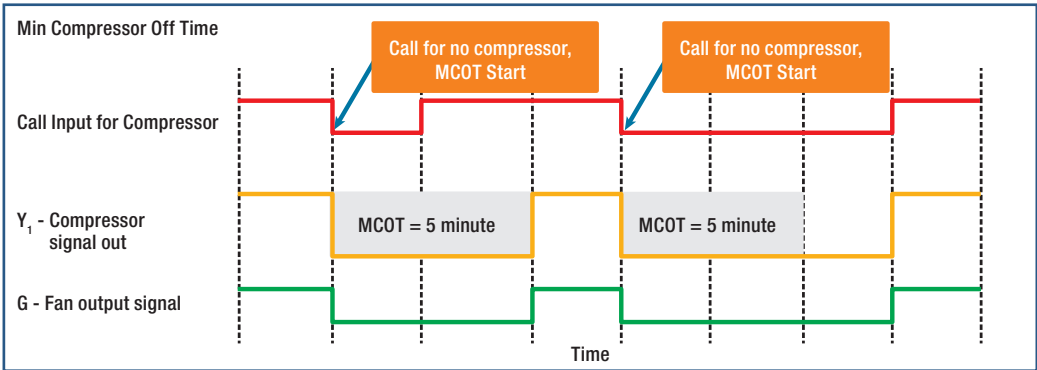 Min Compressor Off Time
Call for no compressor,
MCOT Start
Call for no compressor,
MCOT Start
Call Input for Compressor
Y1 - Compressor
signal out
MCOT = 5 minute
MCOT = 5 minute
G - Fan output signal
Time